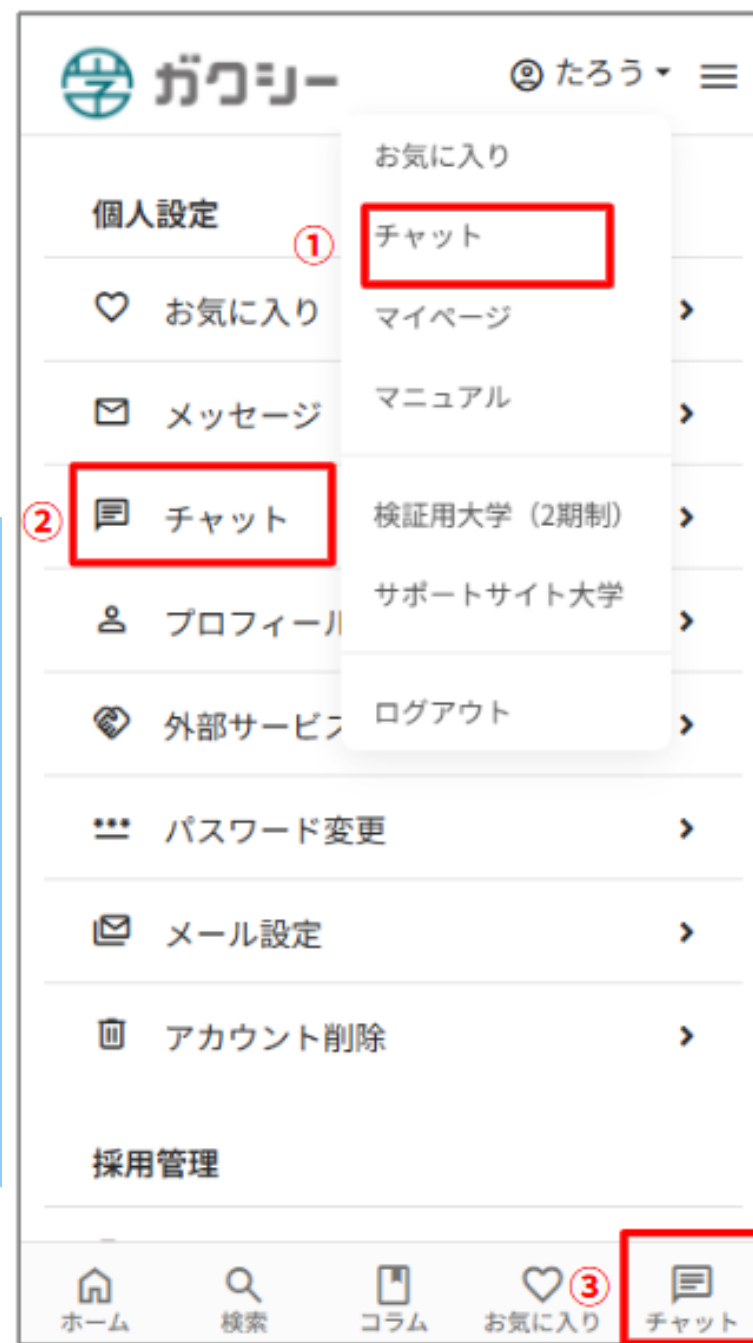 学 ガクシー
たろう
お気に入り
チャット
マイページ
マニュアル
検証用大学（2期制）
サポートサイト大学
ログアウト
個人設定
①
お気に入り
メッセージ
② チャット
プロフィール
外部サービス
パスワード変更
メール設定
アカウント削除
採用管理
ホーム 検索 コラム お気に入り ③ チャット